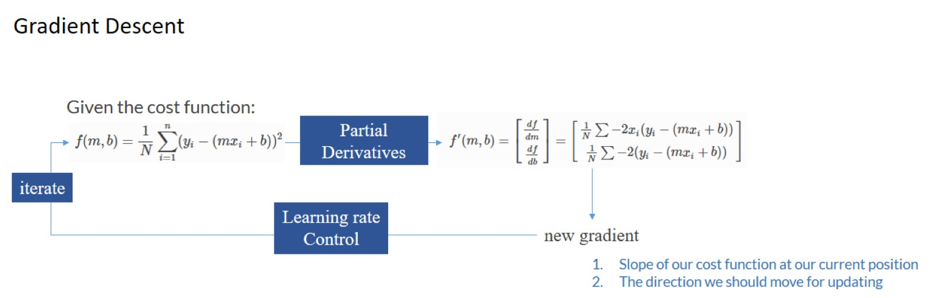 Gradient Descent
Given the cost function:
f(m, b) = \frac{1}{N} \sum_{i=1}^{n} (y_i − (mx_i + b))^2
Partial
Derivatives
f'(m, b) = \begin{bmatrix} \frac{df}{dm} \\ \frac{df}{db} \end{bmatrix} = \begin{bmatrix} \frac{1}{N} \sum −2x_i(y_i − (mx_i + b)) \\ \frac{1}{N} \sum −2(y_i − (mx_i + b)) \end{bmatrix}
iterate
Learning rate
Control
new gradient
1. Slope of our cost function at our current position
2. The direction we should move for updating